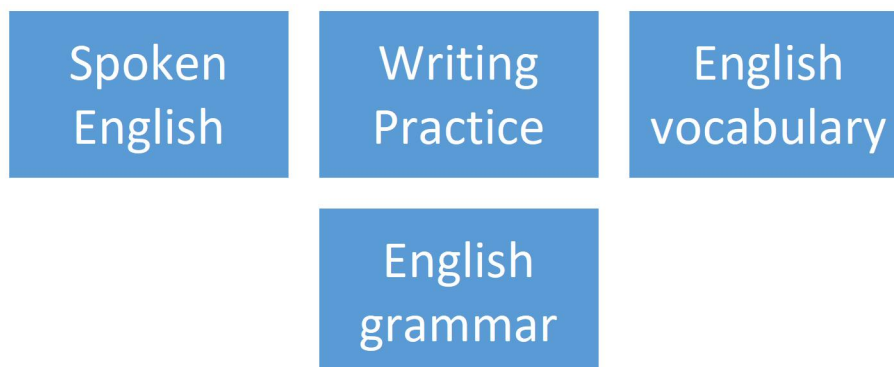 Spoken
English
Writing
Practice
English
vocabulary
English
grammar